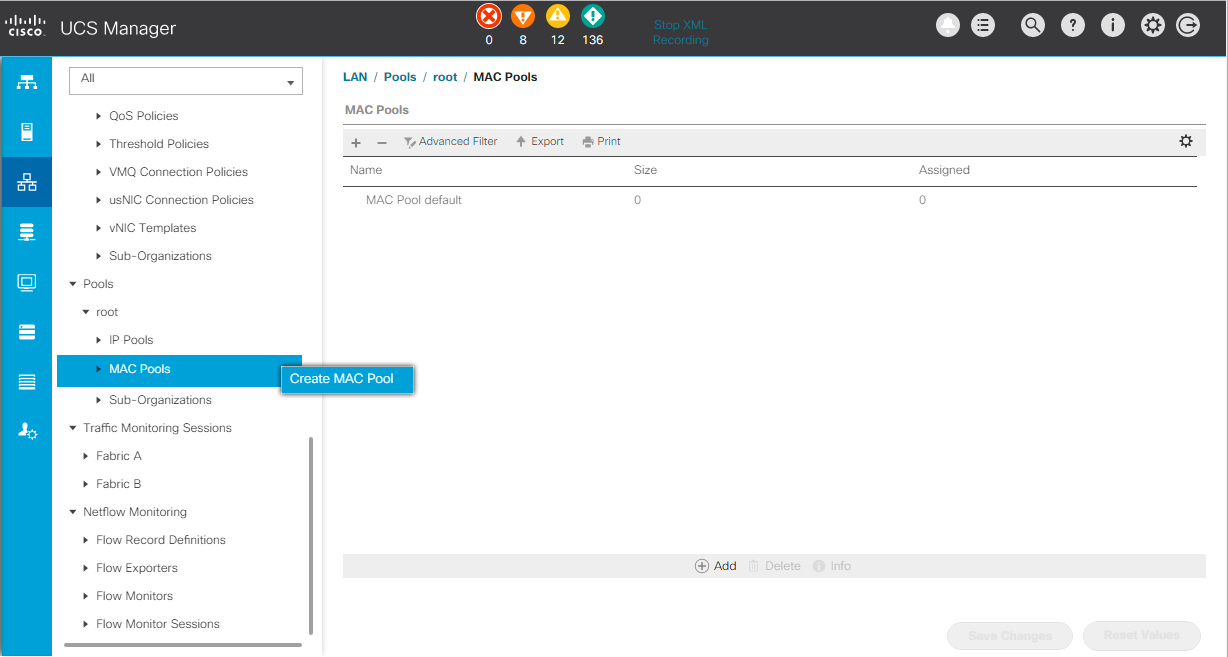 cisco
UCS Manager
0 8 12 136
Stop XML
Recording
All
QoS Policies
Threshold Policies
VMQ Connection Policies
usNIC Connection Policies
vNIC Templates
Sub-Organizations
Pools
root
IP Pools
MAC Pools
Create MAC Pool
Sub-Organizations
Traffic Monitoring Sessions
Fabric A
Fabric B
Netflow Monitoring
Flow Record Definitions
Flow Exporters
Flow Monitors
Flow Monitor Sessions
LAN / Pools / root / MAC Pools
MAC Pools
+ − Advanced Filter Export Print
Name Size Assigned
MAC Pool default 0 0
Add Delete Info
Save Changes Reset Values